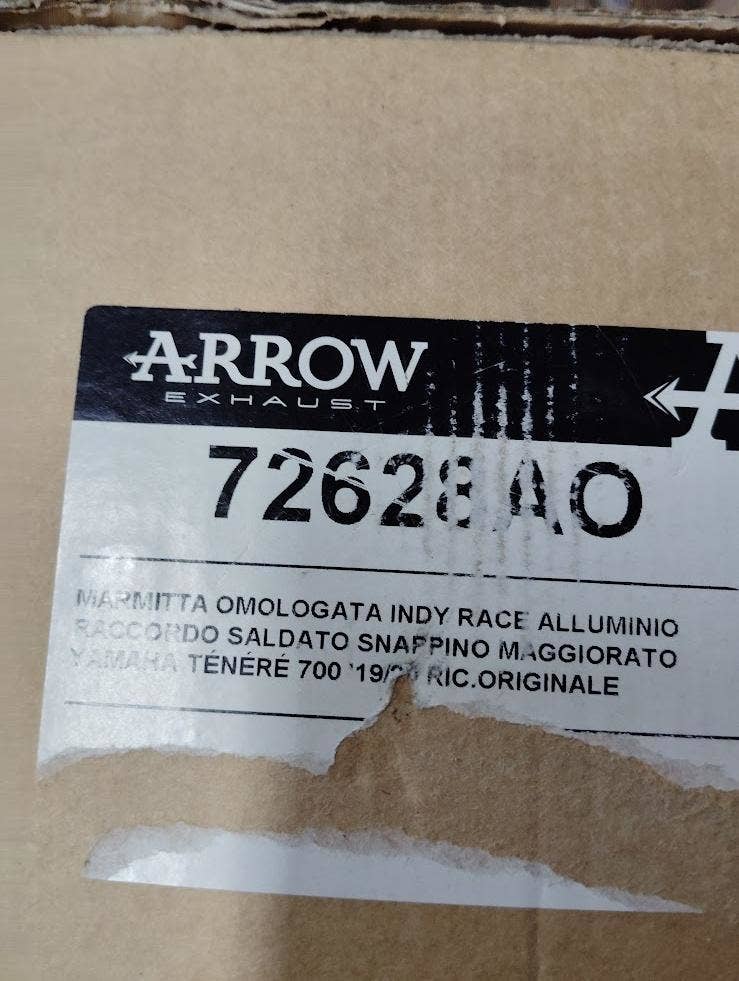 ARROW
EXHAUST
72628AO
MARMITTA OMOLOGATA INDY RACE ALLUMINIO
RACCORDO SALDATO SNAPPINO MAGGIORATO
YAMAHA TÉNÉRÉ 700 RIC.ORIGINALE